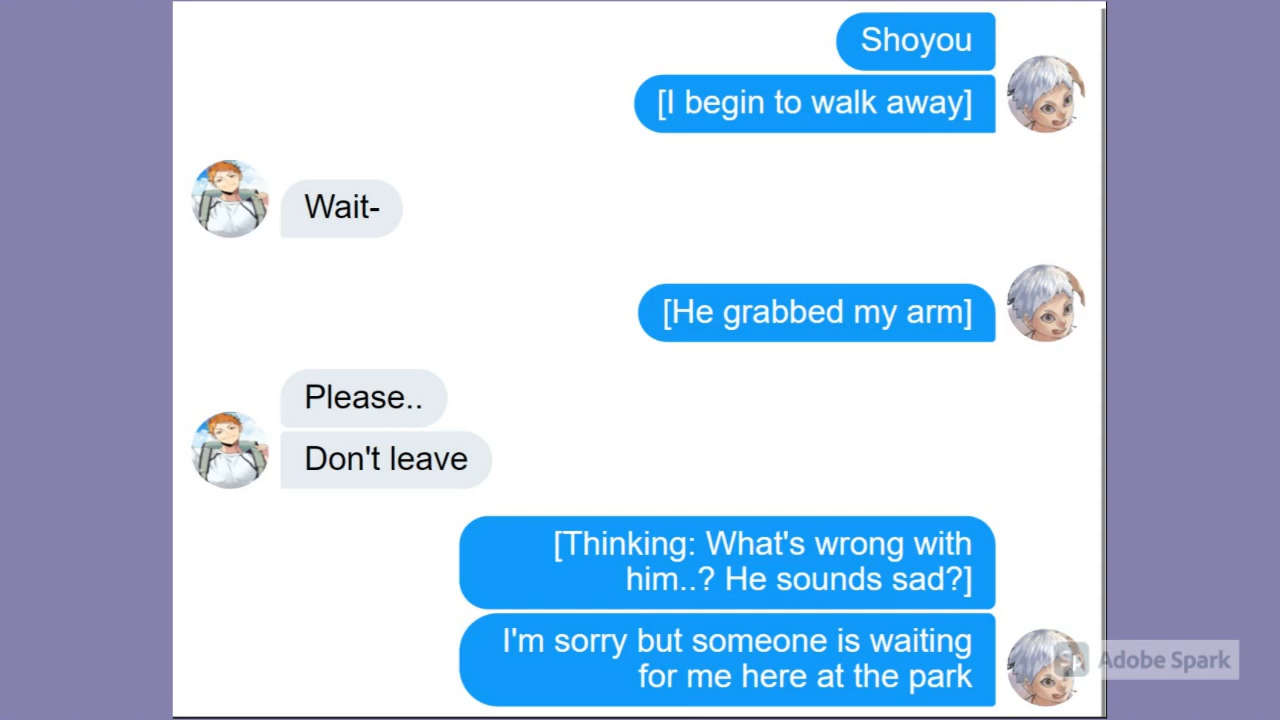 Shoyou
[I begin to walk away]
Wait-
[He grabbed my arm]
Please..
Don't leave
[Thinking: What's wrong with
him..? He sounds sad?]
I'm sorry but someone is waiting
for me here at the park
Sp Adobe Spark